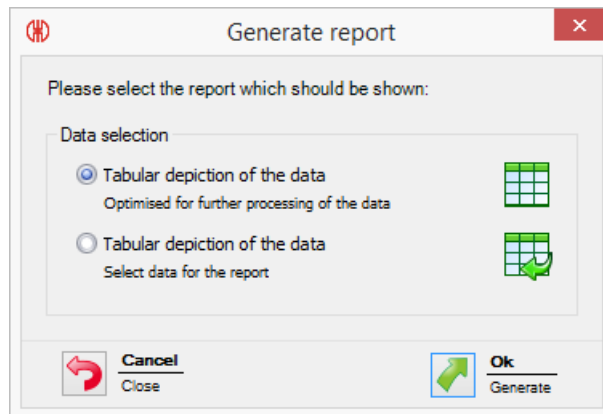 Generate report
Please select the report which should be shown:
Data selection
Tabular depiction of the data
Optimised for further processing of the data
Tabular depiction of the data
Select data for the report
Cancel
Close
Ok
Generate